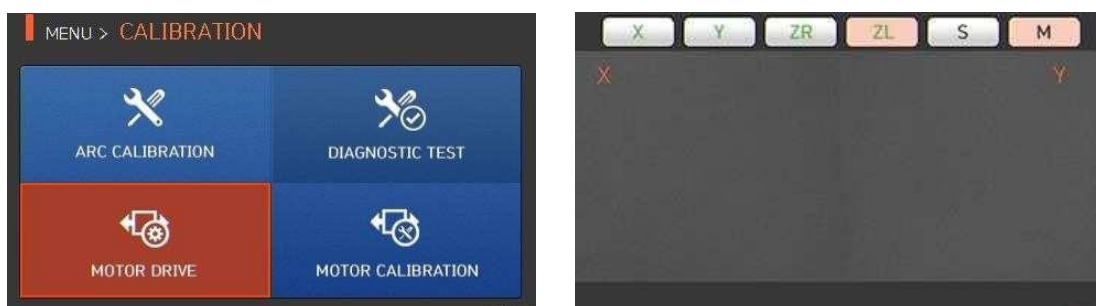 MENU > CALIBRATION
ARC CALIBRATION
DIAGNOSTIC TEST
MOTOR DRIVE
MOTOR CALIBRATION
X Y ZR ZL S M
X Y